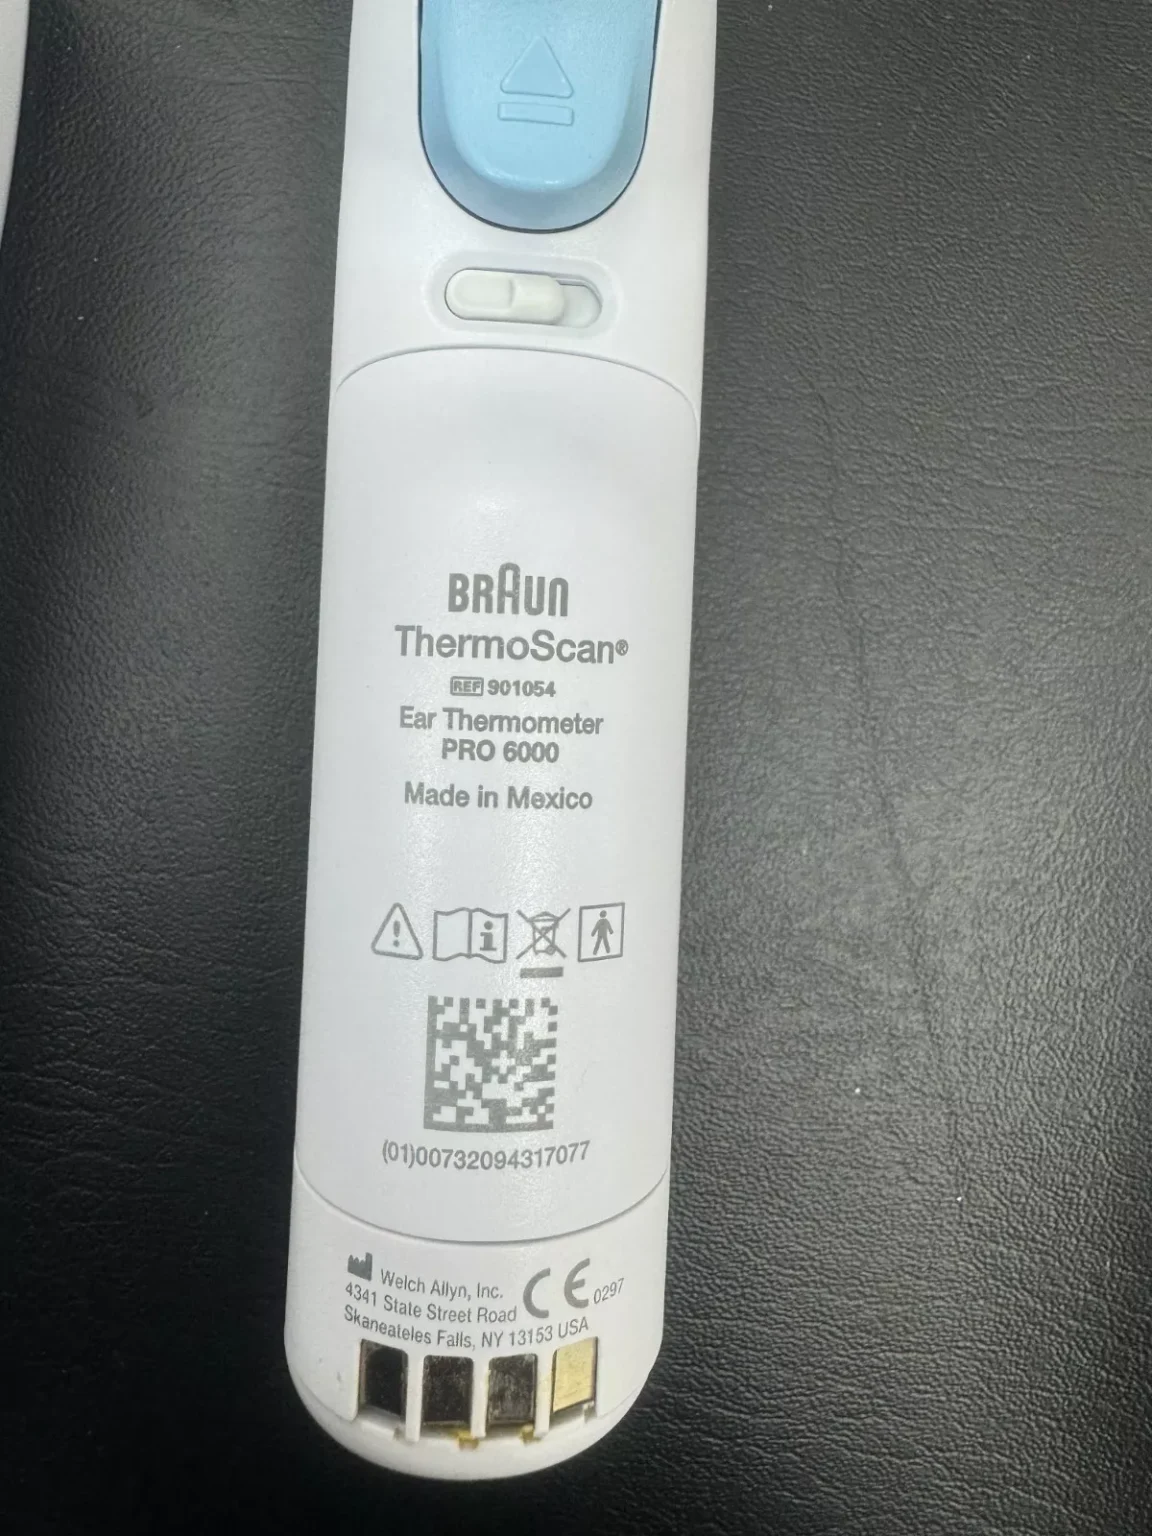 BRAUN
ThermoScan®
REF 901054
Ear Thermometer
PRO 6000
Made in Mexico
(01)00732094317077
Welch Allyn, Inc.
4341 State Street Road
Skaneateles Falls, NY 13153 USA
CE 0297